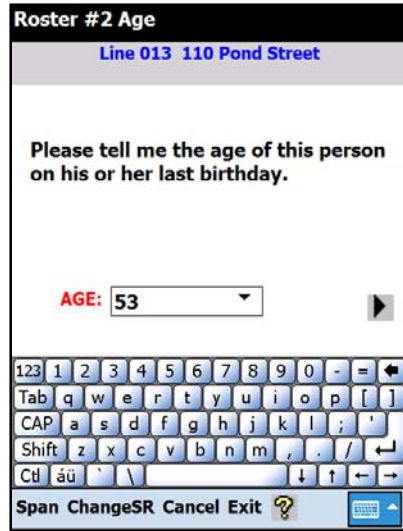 Roster #2 Age
Line 013 110 Pond Street
Please tell me the age of this person
on his or her last birthday.
AGE: 53
123 1 2 3 4 5 6 7 8 9 0 - =
Tab q w e r t y u i o p [ ]
CAP a s d f g h j k l ; '
Shift z x c v b n m , . /
Ctl áü ` \
Span ChangeSR Cancel Exit ?